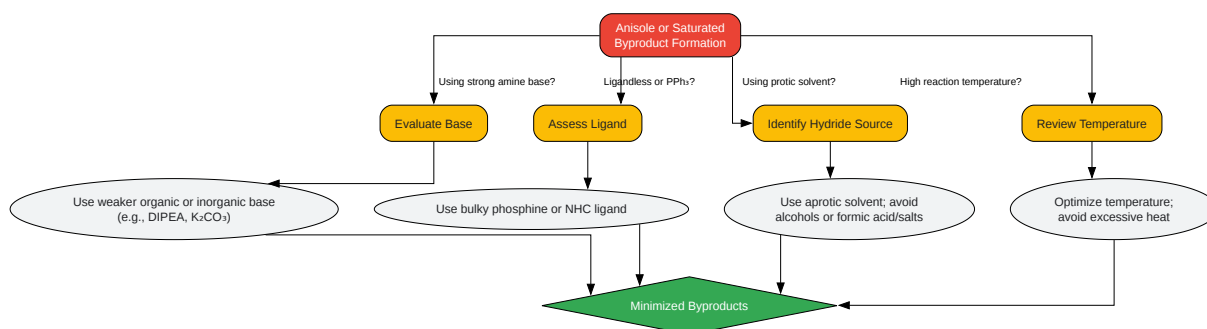 Anisole or Saturated
Byproduct Formation
Using strong amine base?
Ligandless or PPh₃?
Using protic solvent?
High reaction temperature?
Evaluate Base
Assess Ligand
Identify Hydride Source
Review Temperature
Use weaker organic or inorganic base
(e.g., DIPEA, K₂CO₃)
Use bulky phosphine or NHC ligand
Use aprotic solvent; avoid
alcohols or formic acid/salts
Optimize temperature;
avoid excessive heat
Minimized Byproducts